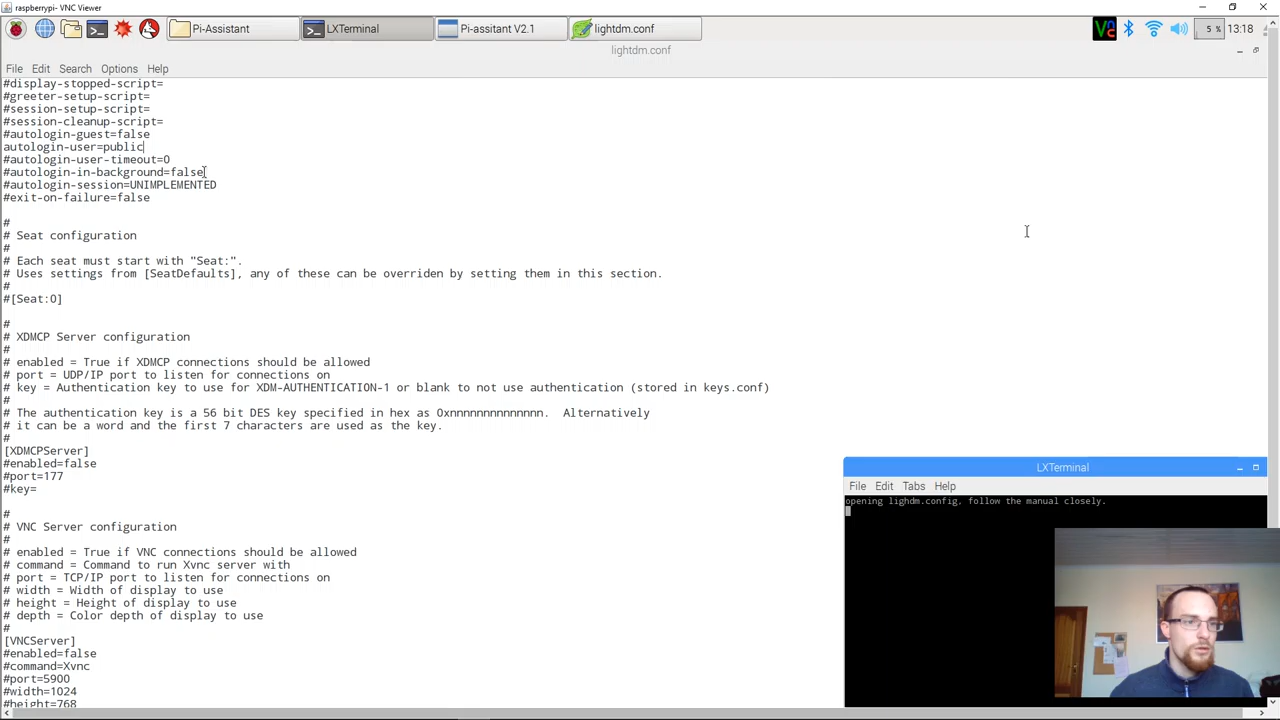 raspberrypi- VNC Viewer
Pi-Assistant
LXTerminal
Pi-assitant V2.1
lightdm.conf
5 %
13:18
lightdm.conf
File Edit Search Options Help
#display-stopped-script=
#greeter-setup-script=
#session-setup-script=
#session-cleanup-script=
#autologin-guest=false
autologin-user=public
#autologin-user-timeout=0
#autologin-in-background=false
#autologin-session=UNIMPLEMENTED
#exit-on-failure=false
#
# Seat configuration
#
# Each seat must start with "Seat:".
# Uses settings from [SeatDefaults], any of these can be overriden by setting them in this section.
#
#[Seat:0]
#
# XDMCP Server configuration
#
# enabled = True if XDMCP connections should be allowed
# port = UDP/IP port to listen for connections on
# key = Authentication key to use for XDM-AUTHENTICATION-1 or blank to not use authentication (stored in keys.conf)
#
# The authentication key is a 56 bit DES key specified in hex as 0xnnnnnnnnnnnnnn.  Alternatively
# it can be a word and the first 7 characters are used as the key.
#
[XDMCPServer]
#enabled=false
#port=177
#key=
#
# VNC Server configuration
#
# enabled = True if VNC connections should be allowed
# command = Command to run Xvnc server with
# port = TCP/IP port to listen for connections on
# width = Width of display to use
# height = Height of display to use
# depth = Color depth of display to use
#
[VNCServer]
#enabled=false
#command=Xvnc
#port=5900
#width=1024
#height=768
LXTerminal
File Edit Tabs Help
opening lighdm.config, follow the manual closely.